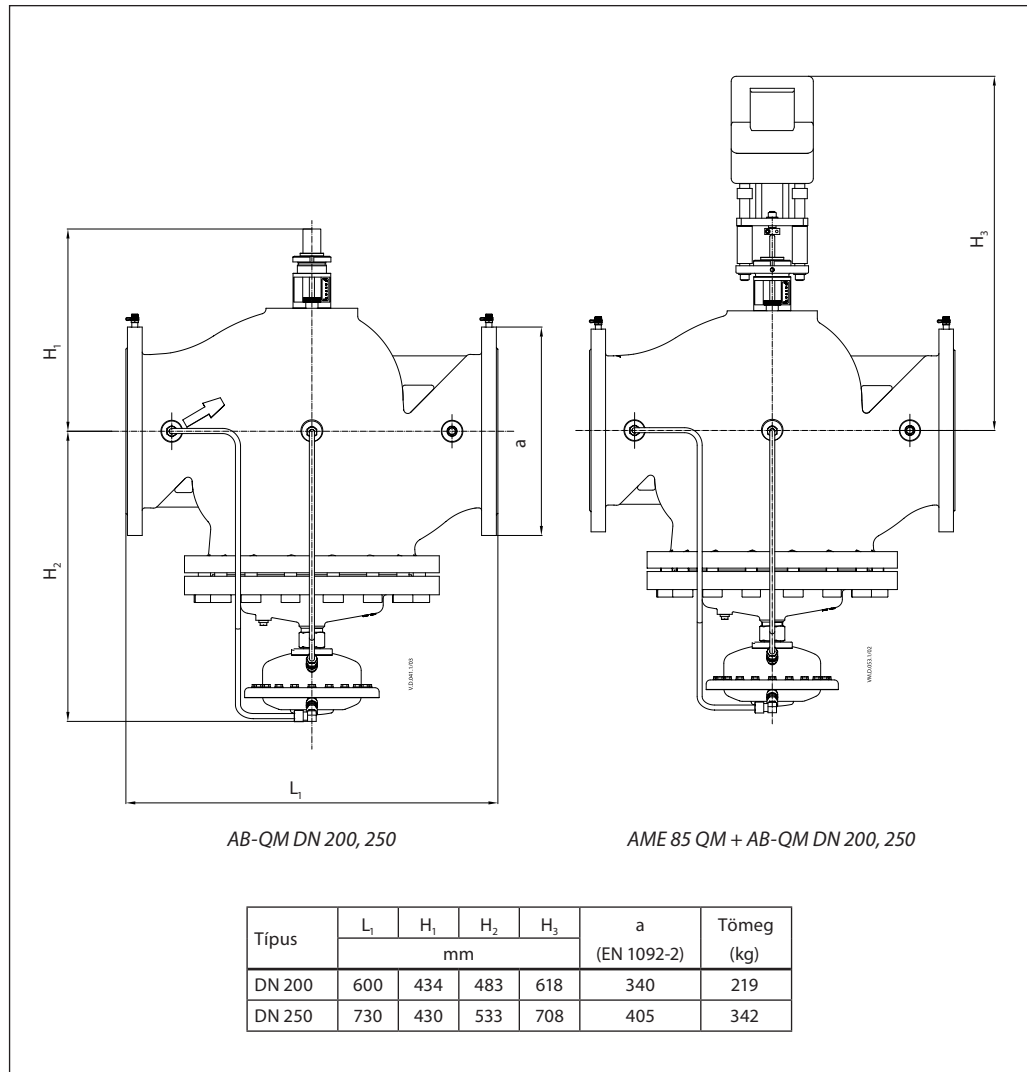 H₃
H₁
a
H₂
V.D.041.1/03
VM.D.053.1/02
L₁
AB-QM DN 200, 250
AME 85 QM + AB-QM DN 200, 250
Típus L₁ H₁ H₂ H₃ a Tömeg
mm (EN 1092-2) (kg)
DN 200 600 434 483 618 340 219
DN 250 730 430 533 708 405 342